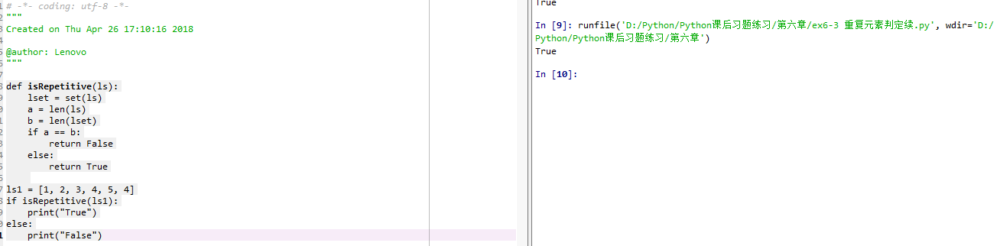 # -*- coding: utf-8 -*-
"""
Created on Thu Apr 26 17:10:16 2018
@author: Lenovo
"""
def isRepetitive(ls):
    lset = set(ls)
    a = len(ls)
    b = len(lset)
    if a == b:
        return False
    else:
        return True
ls1 = [1, 2, 3, 4, 5, 4]
if isRepetitive(ls1):
    print("True")
else:
    print("False")
True
In [9]: runfile('D:/Python/Python课后习题练习/第六章/ex6-3 重复元素判定续.py', wdir='D:/
Python/Python课后习题练习/第六章')
True
In [10]: